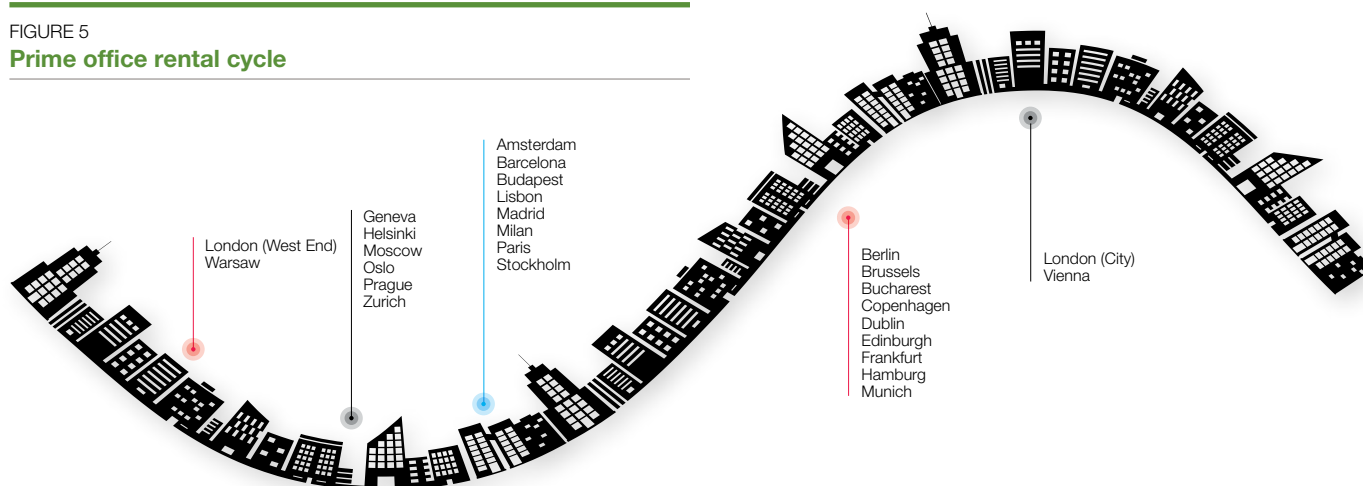 FIGURE 5
Prime office rental cycle
London (West End)
Warsaw
Geneva
Helsinki
Moscow
Oslo
Prague
Zurich
Amsterdam
Barcelona
Budapest
Lisbon
Madrid
Milan
Paris
Stockholm
Berlin
Brussels
Bucharest
Copenhagen
Dublin
Edinburgh
Frankfurt
Hamburg
Munich
London (City)
Vienna